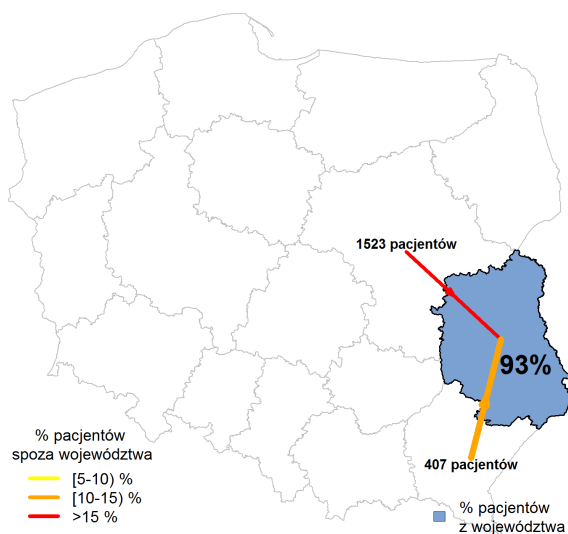 1523 pacjentów
93%
407 pacjentów
% pacjentów
spoza województwa
[5-10) %
[10-15) %
>15 %
% pacjentów
z województwa